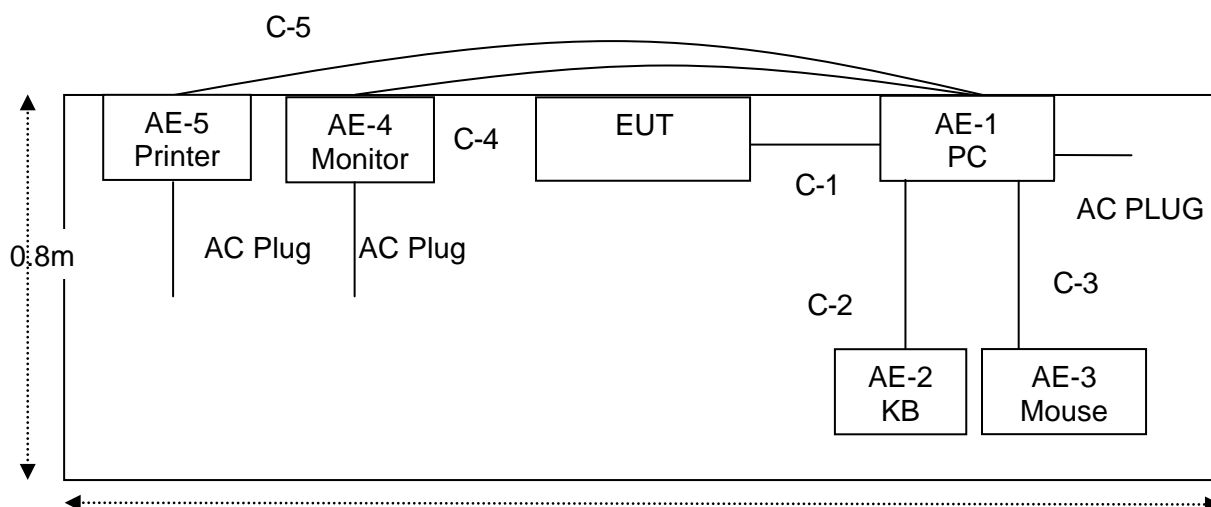 C-5
AE-5
Printer
AE-4
Monitor
C-4
EUT
C-1
AE-1
PC
AC PLUG
0.8m
AC Plug
AC Plug
C-2
C-3
AE-2
KB
AE-3
Mouse